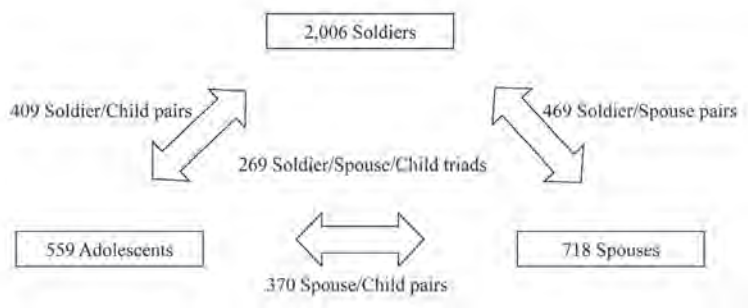 2,006 Soldiers
409 Soldier/Child pairs
469 Soldier/Spouse pairs
269 Soldier/Spouse/Child triads
559 Adolescents
718 Spouses
370 Spouse/Child pairs